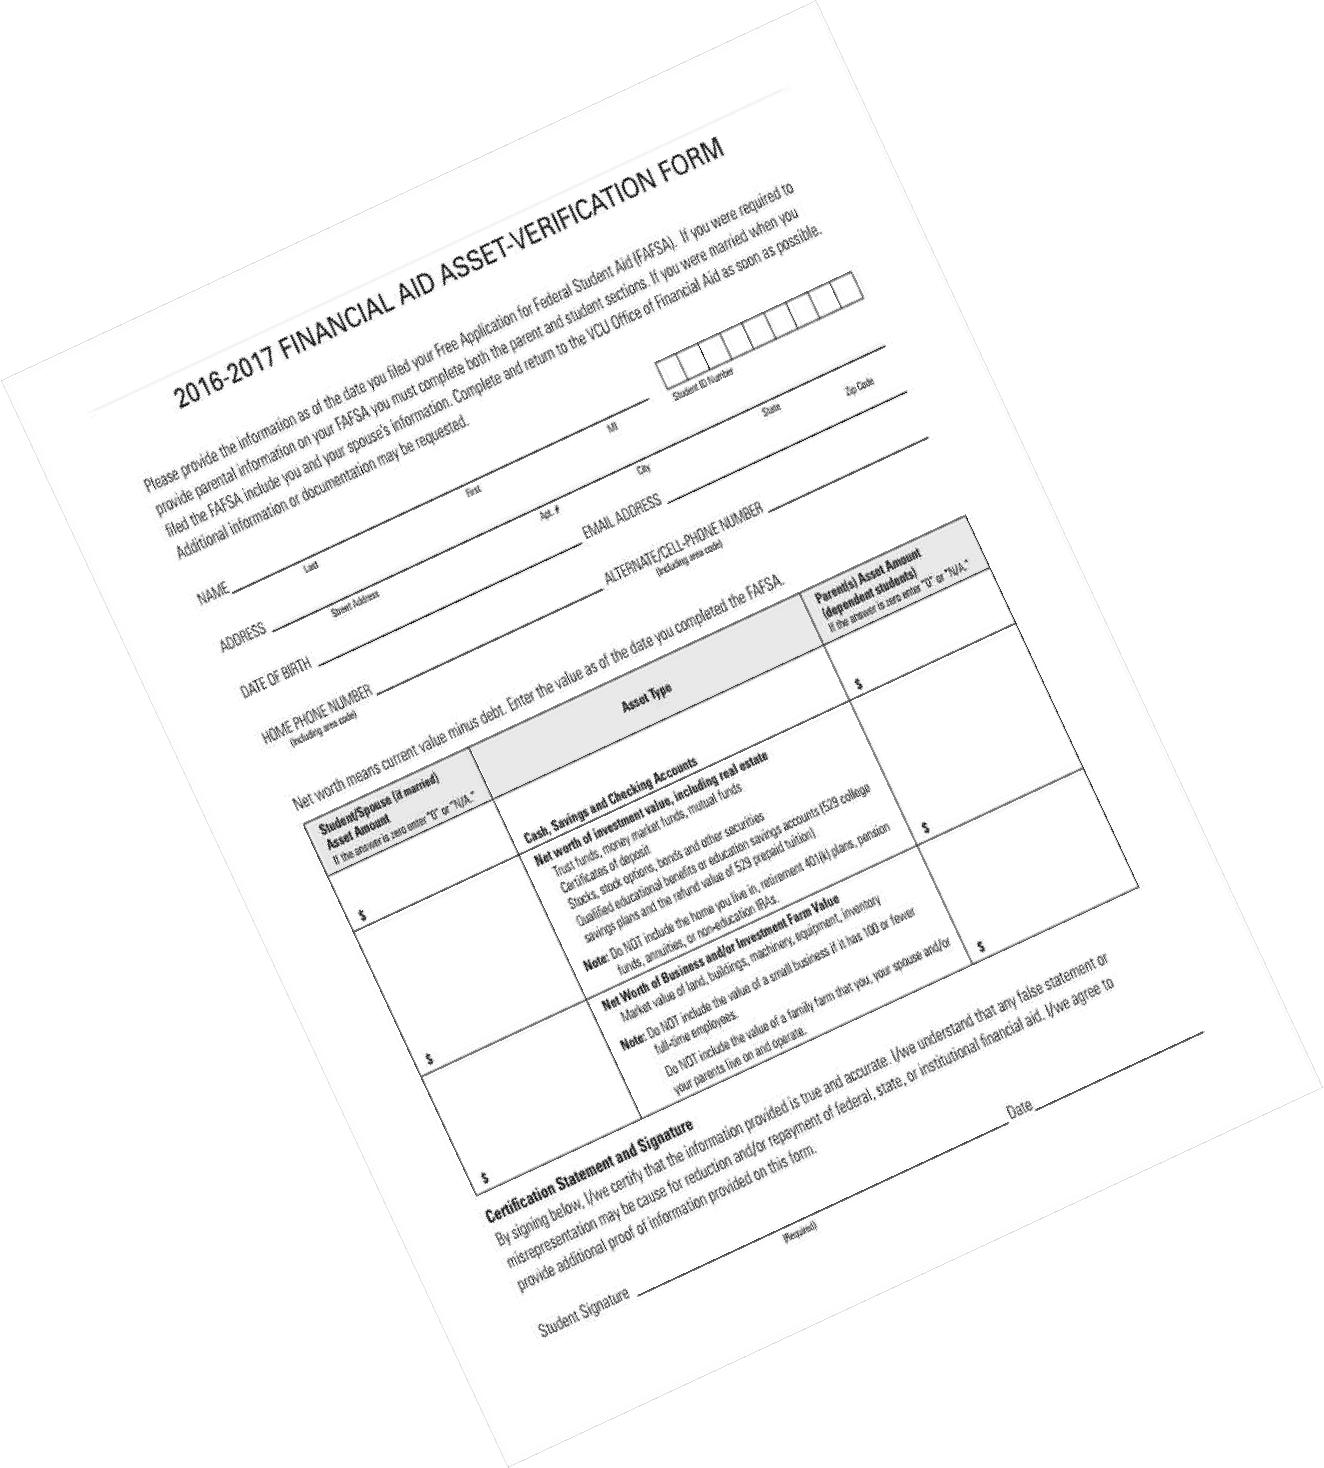 2016-2017 FINANCIAL AID ASSET-VERIFICATION FORM
Please provide the information as of the date you filed your Free Application for Federal Student Aid (FAFSA). If you were required to
provide parental information on your FAFSA you must complete both the parent and student sections. If you were married when you
filed the FAFSA include you and your spouse's information. Complete and return to the VCU Office of Financial Aid as soon as possible.
Additional information or documentation may be requested.
NAME
Last First MI Student ID Number
ADDRESS
Street Address Apt. # City State Zip Code
DATE OF BIRTH EMAIL ADDRESS
HOME PHONE NUMBER ALTERNATE/CELL-PHONE NUMBER
(Including area code) (Including area code)
Net worth means current value minus debt. Enter the value as of the date you completed the FAFSA.
Student/Spouse (if married)
Asset Amount
If the answer is zero enter "0" or "N/A."
Asset Type
Parent(s) Asset Amount
(dependent students)
If the answer is zero enter "0" or "N/A."
$
Cash, Savings and Checking Accounts
$
Net worth of investment value, including real estate
Trust funds, money market funds, mutual funds
Certificates of deposit
Stocks, stock options, bonds and other securities
Qualified educational benefits or education savings accounts (529 college
savings plans and the refund value of 529 prepaid tuition)
Note: Do NOT include the home you live in, retirement 401(k) plans, pension
funds, annuities, or non-education IRAs.
$
$
Net Worth of Business and/or Investment Farm Value
Market value of land, buildings, machinery, equipment, inventory
Note: Do NOT include the value of a small business if it has 100 or fewer
full-time employees.
Do NOT include the value of a family farm that you, your spouse and/or
your parents live on and operate.
$
$
Certification Statement and Signature
By signing below, I/we certify that the information provided is true and accurate. I/we understand that any false statement or
misrepresentation may be cause for reduction and/or repayment of federal, state, or institutional financial aid. I/we agree to
provide additional proof of information provided on this form.
Student Signature Date
(Required)